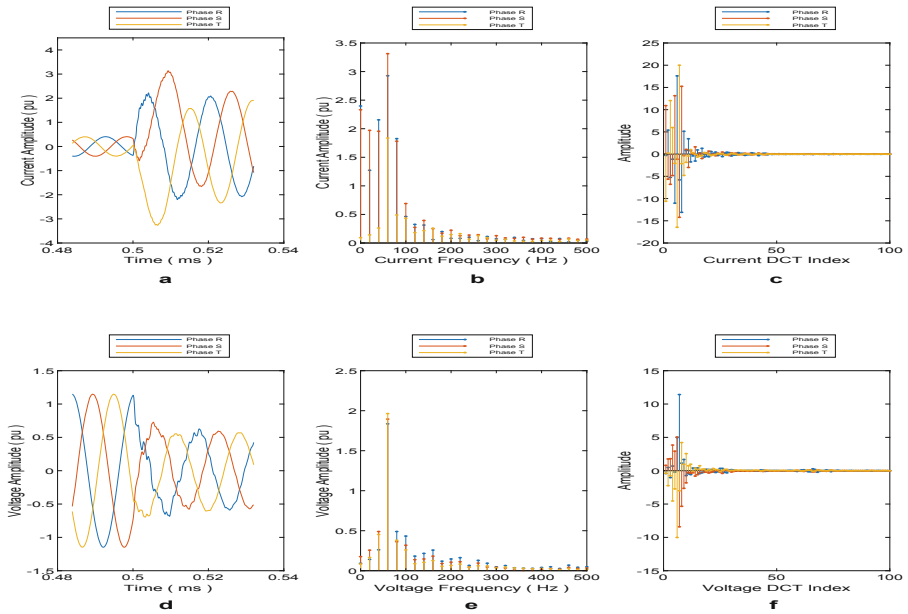 Phase R
Phase S
Phase T
Current Amplitude ( pu )
4
3
2
1
0
-1
-2
-3
-4
0.48
0.5
0.52
0.54
Time ( ms )
a
Phase R
Phase S
Phase T
Current Amplitude ( pu )
3.5
3
2.5
2
1.5
1
0.5
0
0
100
200
300
400
500
Current Frequency ( Hz )
b
Phase R
Phase S
Phase T
Amplitude
25
20
15
10
5
0
-5
-10
-15
-20
0
50
100
Current DCT Index
c
Phase R
Phase S
Phase T
Voltage Amplitude ( pu )
1.5
1
0.5
0
-0.5
-1
-1.5
0.48
0.5
0.52
0.54
Time ( ms )
d
Phase R
Phase S
Phase T
Voltage Amplitude ( pu )
2.5
2
1.5
1
0.5
0
0
100
200
300
400
500
Voltage Frequency ( Hz )
e
Phase R
Phase S
Phase T
Amplitude
15
10
5
0
-5
-10
-15
0
50
100
Voltage DCT Index
f